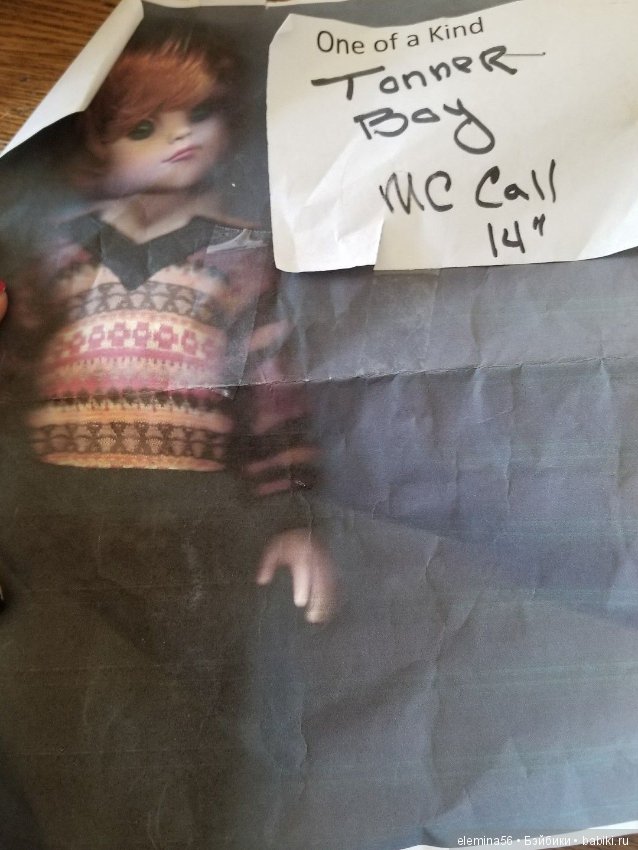 One of a Kind
Tonner
Boy
MC Call
14"
elemina56 • Бэйбики • babiki.ru